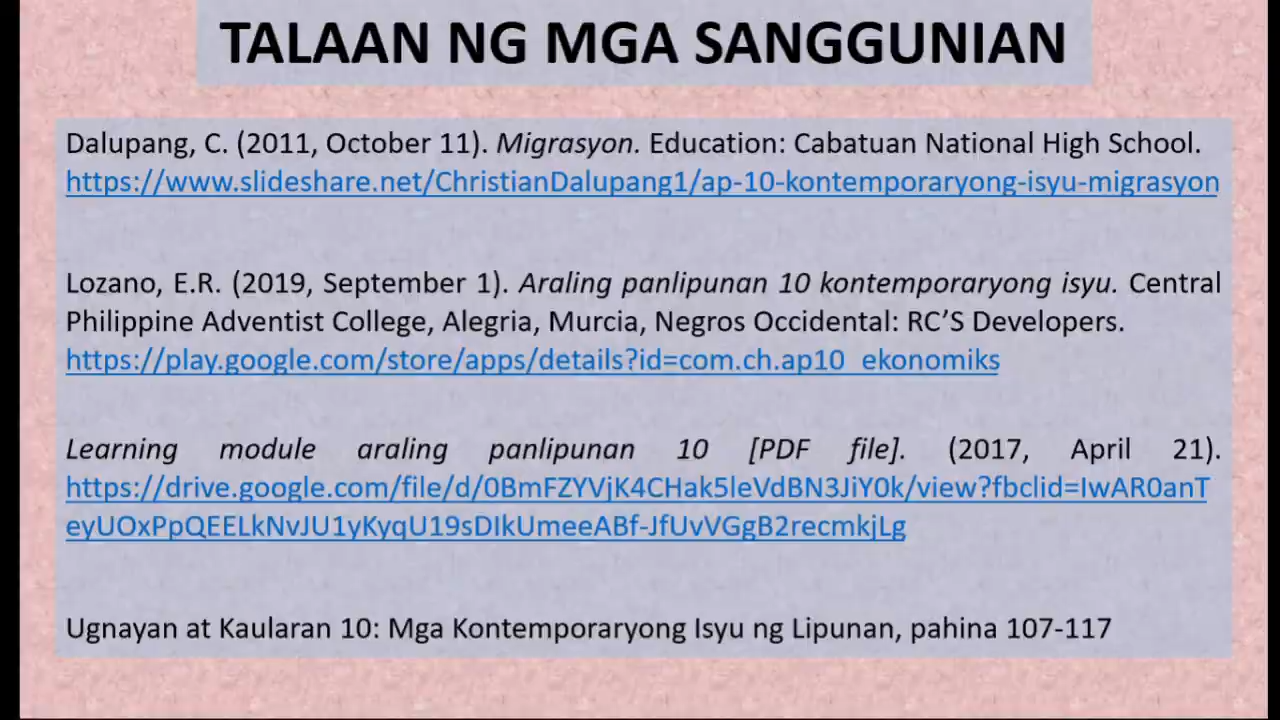 TALAAN NG MGA SANGGUNIAN
Dalupang, C. (2011, October 11). Migrasyon. Education: Cabatuan National High School.
https://www.slideshare.net/ChristianDalupang1/ap-10-kontemporaryong-isyu-migrasyon
Lozano, E.R. (2019, September 1). Araling panlipunan 10 kontemporaryong isyu. Central
Philippine Adventist College, Alegria, Murcia, Negros Occidental: RC’S Developers.
https://play.google.com/store/apps/details?id=com.ch.ap10_ekonomiks
Learning module araling panlipunan 10 [PDF file]. (2017, April 21).
https://drive.google.com/file/d/0BmFZYVjK4CHak5leVdBN3JiY0k/view?fbclid=IwAR0anT
eyUOxPpQEELkNvJU1yKyqU19sDIkUmeeABf-JfUvVGgB2recmkjLg
Ugnayan at Kaularan 10: Mga Kontemporaryong Isyu ng Lipunan, pahina 107-117